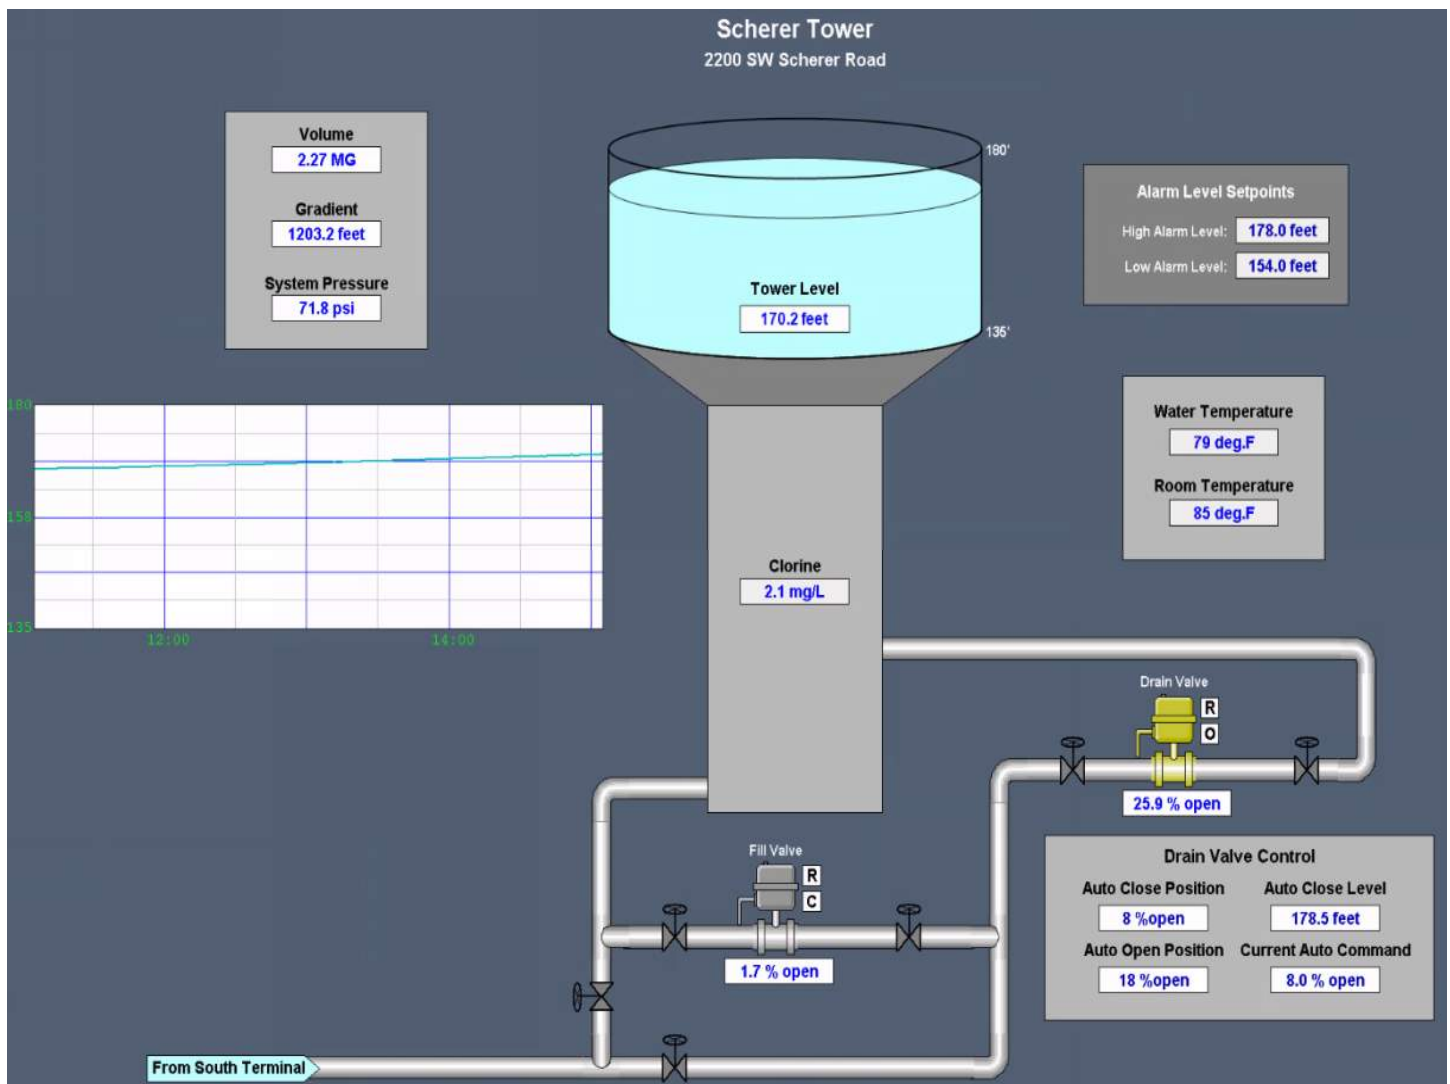 Scherer Tower
2200 SW Scherer Road
Volume
2.27 MG
Gradient
1203.2 feet
System Pressure
71.8 psi
180'
135'
Tower Level
170.2 feet
Alarm Level Setpoints
High Alarm Level: 178.0 feet
Low Alarm Level: 154.0 feet
Water Temperature
79 deg.F
Room Temperature
85 deg.F
180
158
135
12:00 14:00
Clorine
2.1 mg/L
Drain Valve
R
O
25.9 % open
Fill Valve
R
C
1.7 % open
Drain Valve Control
Auto Close Position Auto Close Level
8 %open 178.5 feet
Auto Open Position Current Auto Command
18 %open 8.0 % open
From South Terminal